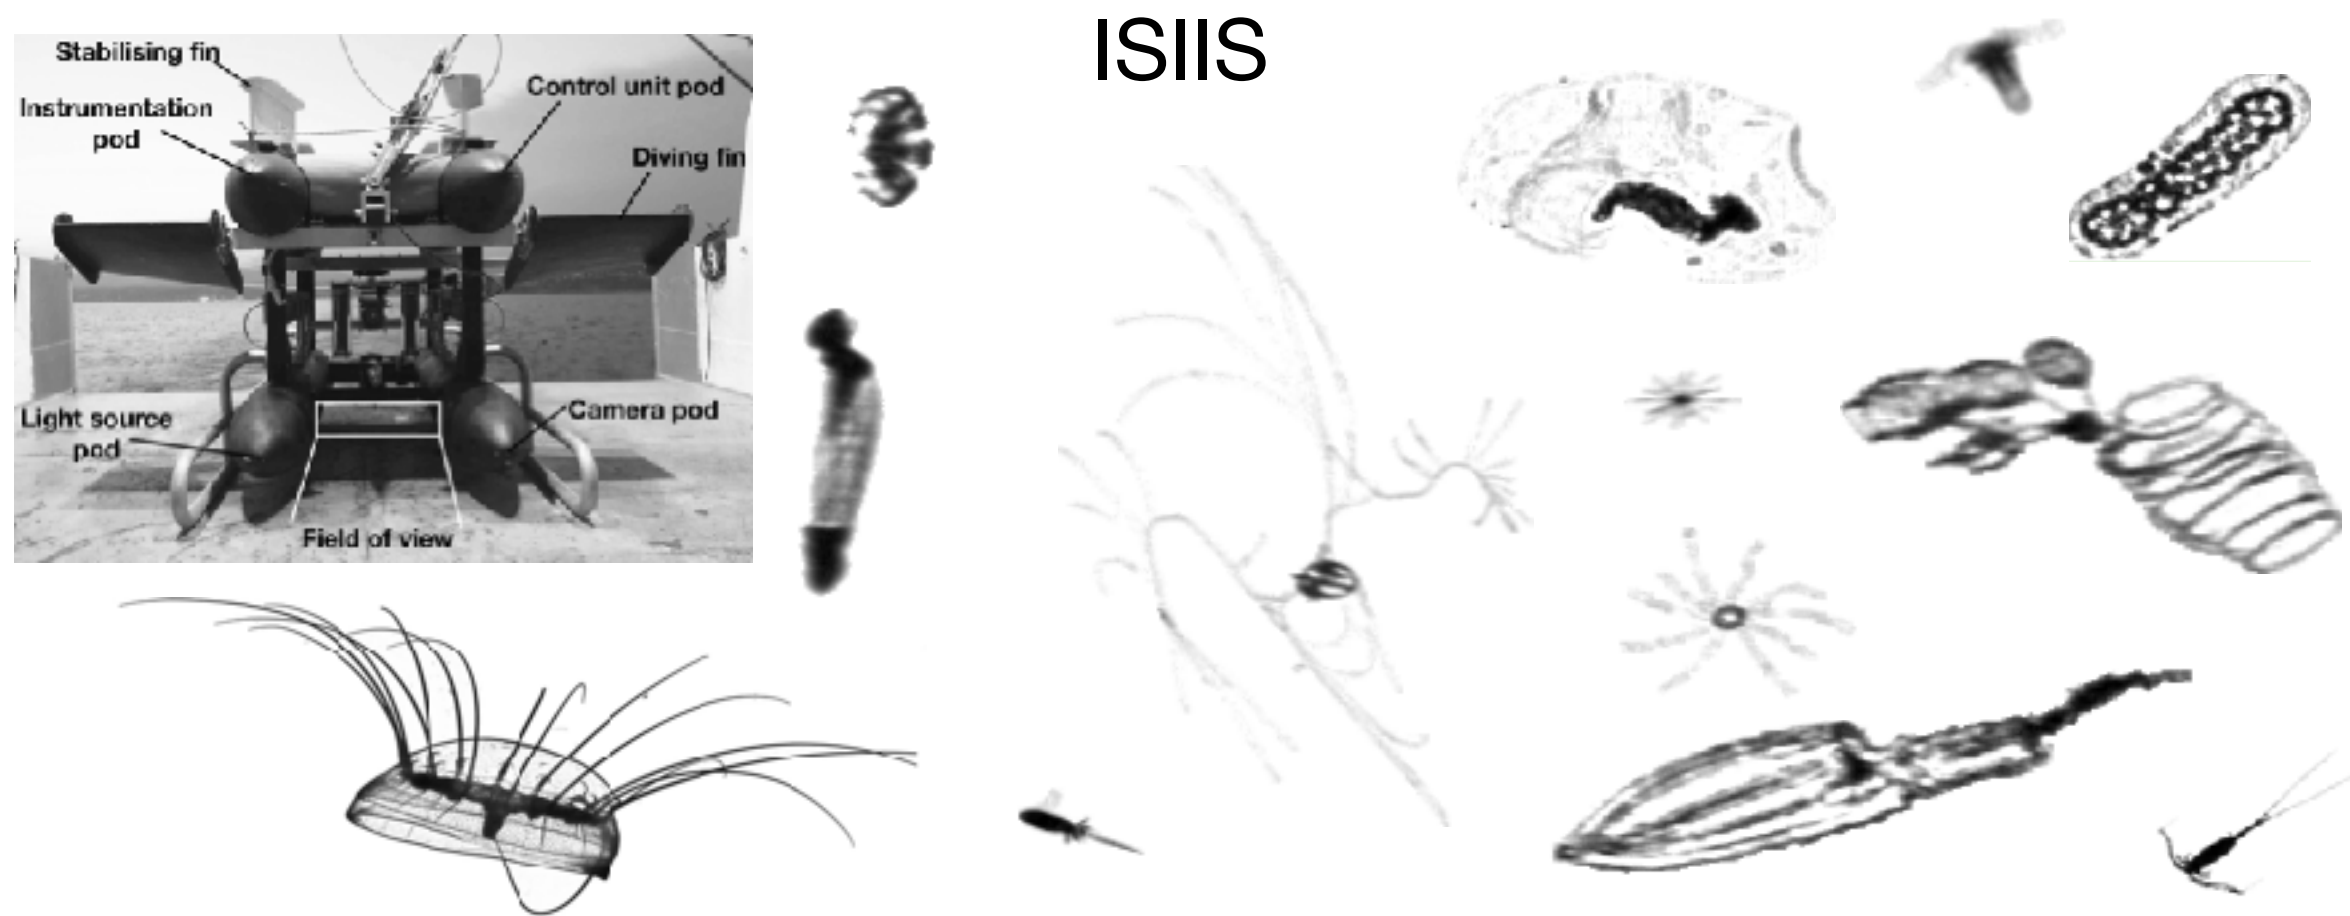 ISIIS
Stabilising fin
Control unit pod
Instrumentation
pod
Diving fin
Light source
pod
Camera pod
Field of view